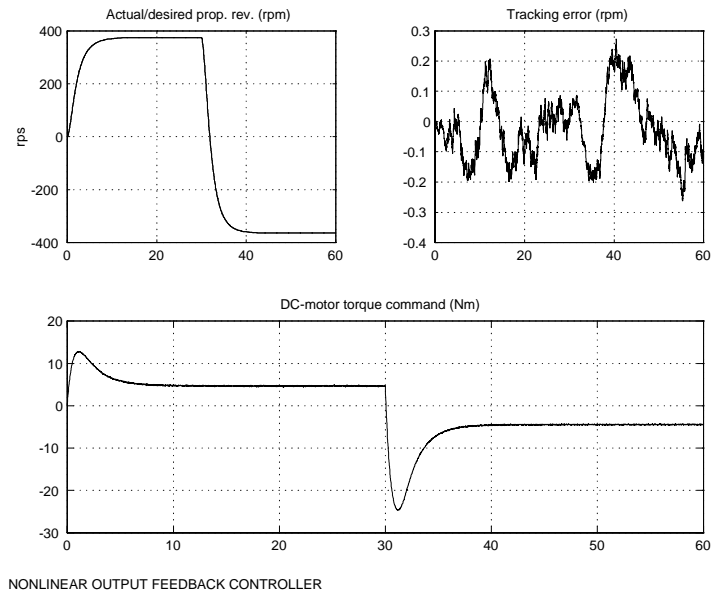 Actual/desired prop. rev. (rpm)
400
200
0
-200
-400
rps
0 20 40 60
Tracking error (rpm)
0.3
0.2
0.1
0
-0.1
-0.2
-0.3
-0.4
0 20 40 60
DC-motor torque command (Nm)
20
10
0
-10
-20
-30
0 10 20 30 40 50 60
NONLINEAR OUTPUT FEEDBACK CONTROLLER